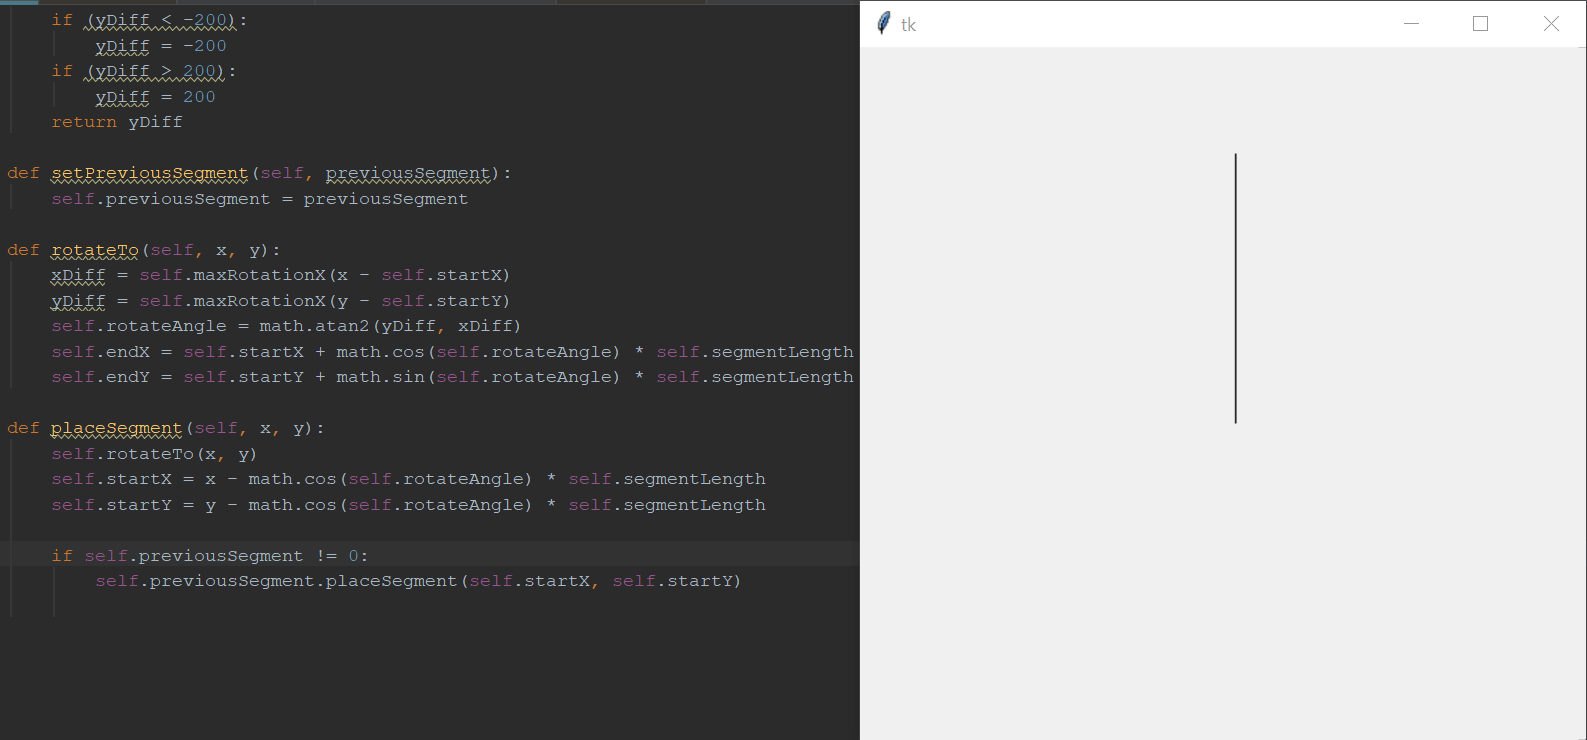 if (yDiff < -200):
yDiff = -200
if (yDiff > 200):
yDiff = 200
return yDiff
def setPreviousSegment(self, previousSegment):
self.previousSegment = previousSegment
def rotateTo(self, x, y):
xDiff = self.maxRotationX(x - self.startX)
yDiff = self.maxRotationX(y - self.startY)
self.rotateAngle = math.atan2(yDiff, xDiff)
self.endX = self.startX + math.cos(self.rotateAngle) * self.segmentLength
self.endY = self.startY + math.sin(self.rotateAngle) * self.segmentLength
def placeSegment(self, x, y):
self.rotateTo(x, y)
self.startX = x - math.cos(self.rotateAngle) * self.segmentLength
self.startY = y - math.cos(self.rotateAngle) * self.segmentLength
if self.previousSegment != 0:
self.previousSegment.placeSegment(self.startX, self.startY)
tk